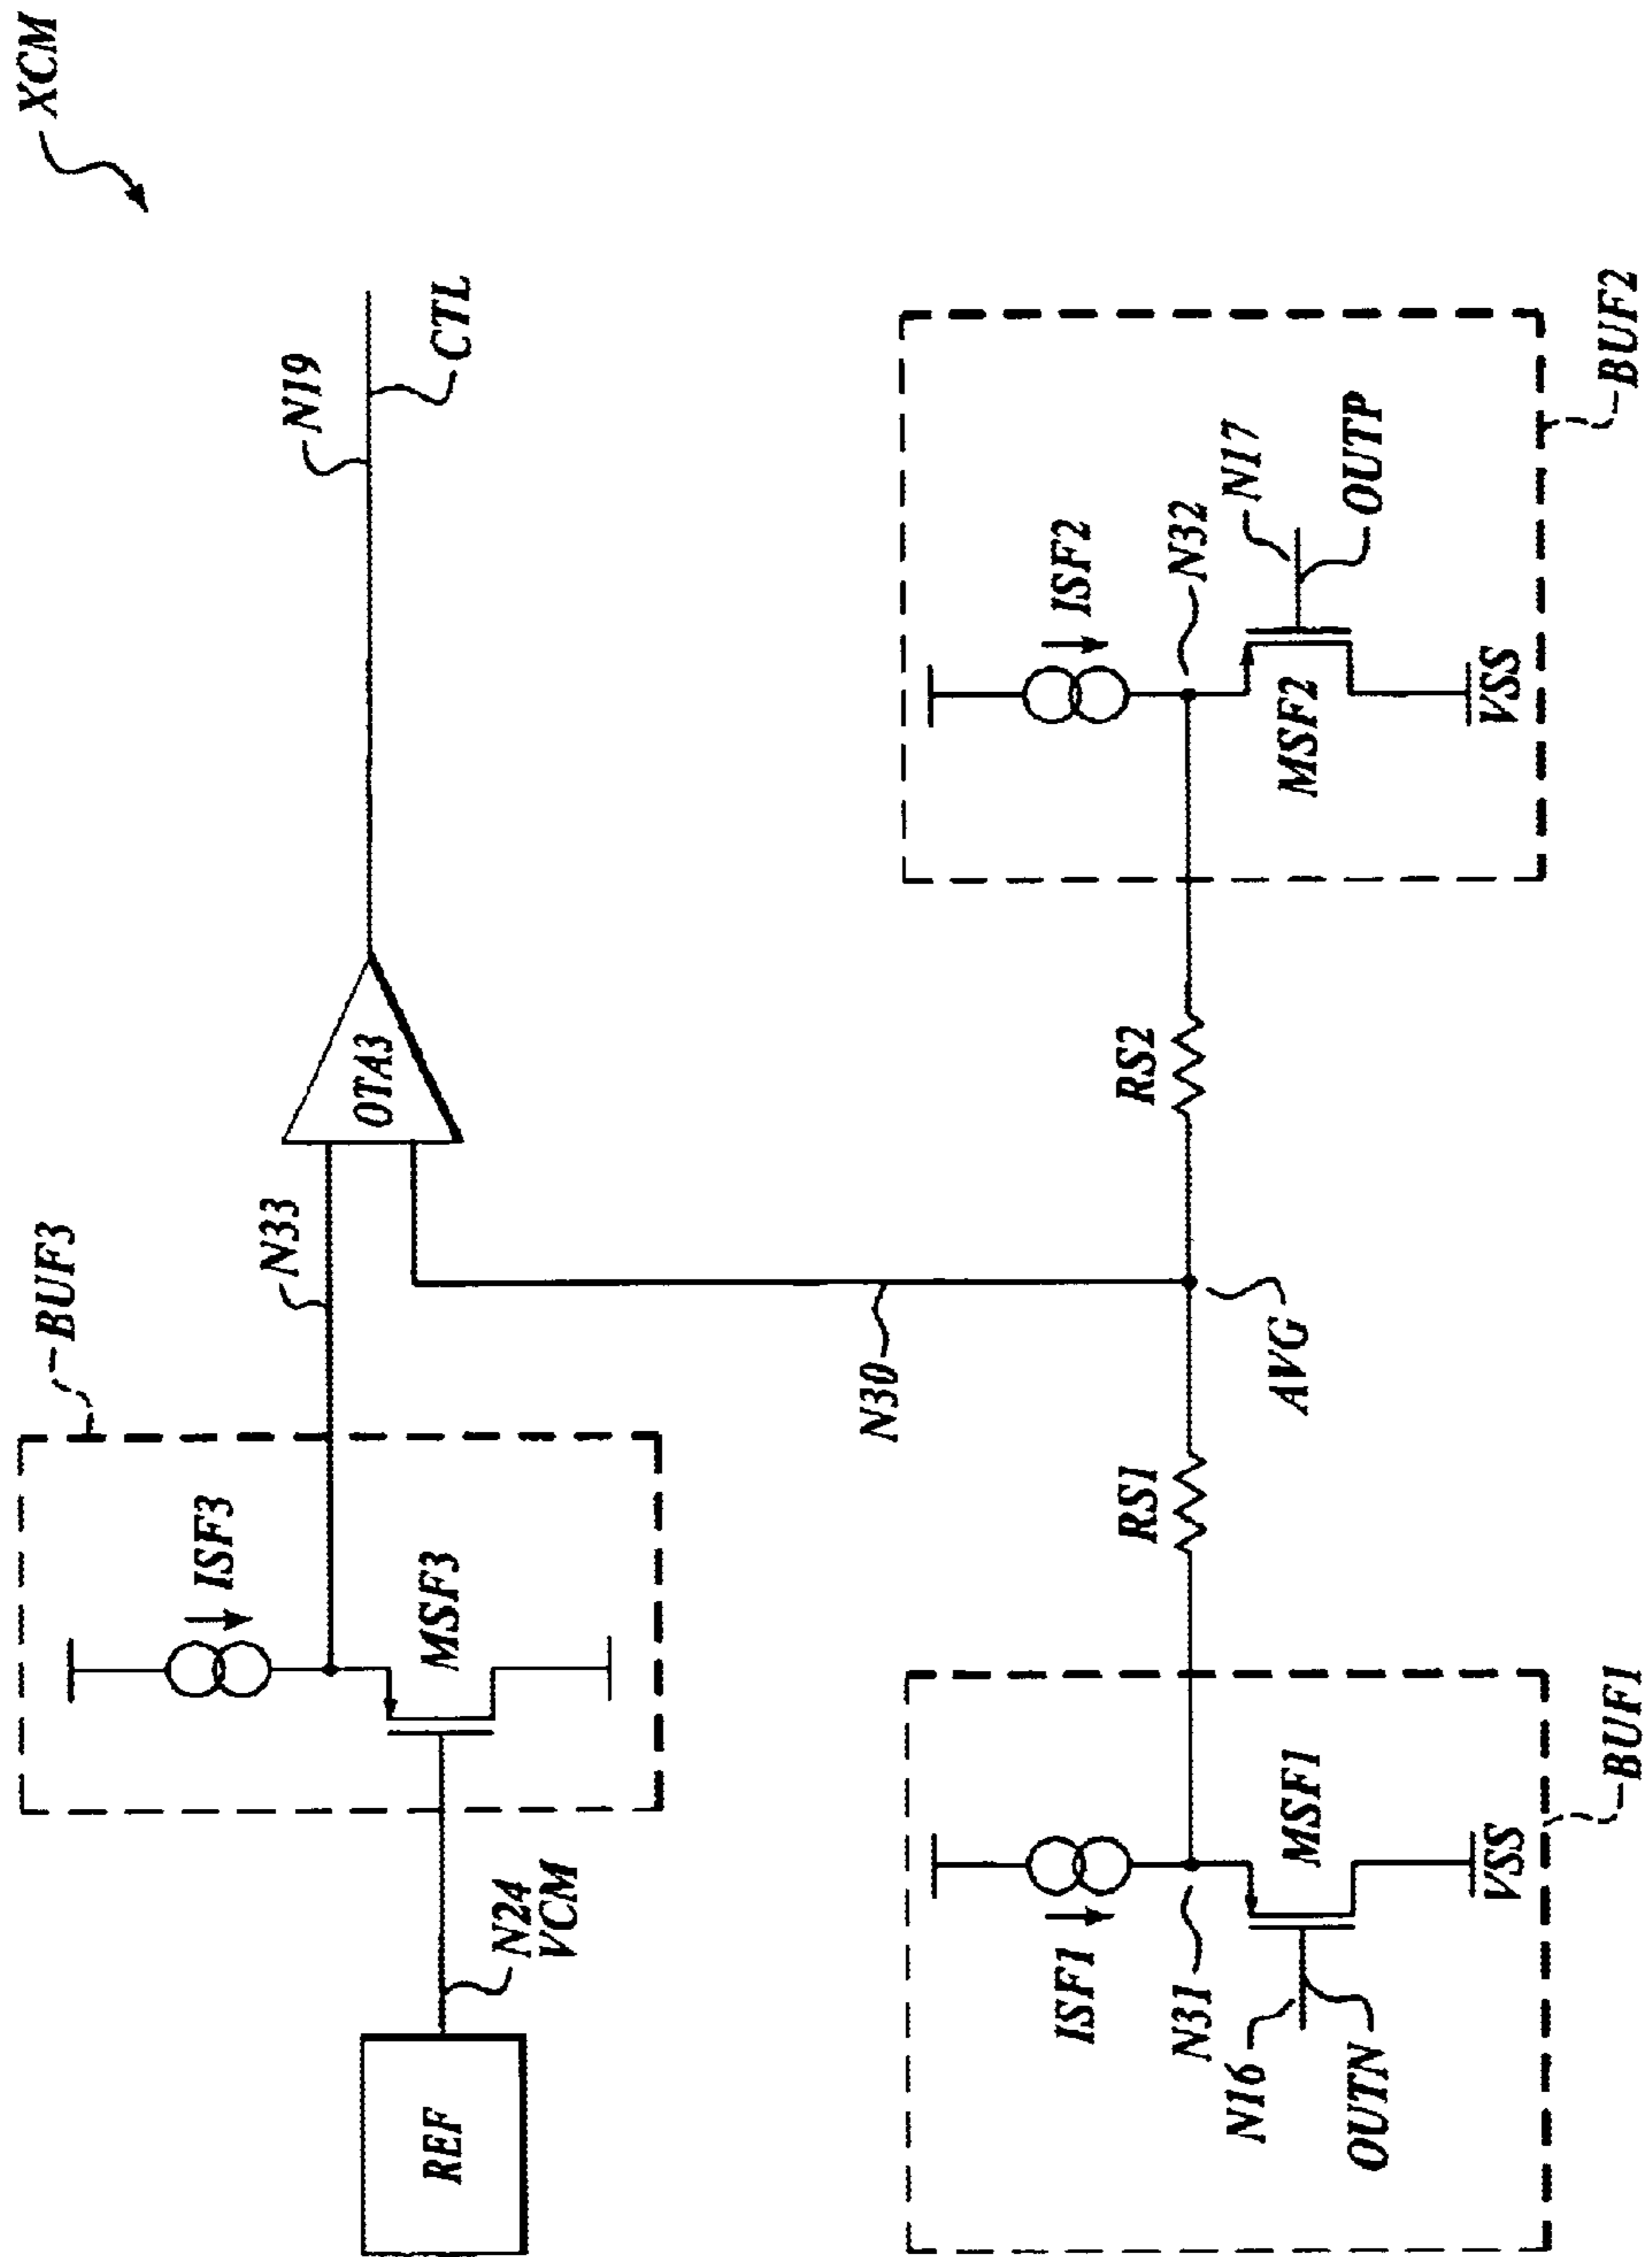 XCM
N19
CTL
OTA3
BUF3
N33
ISF3
MSF3
N24
VCM
REF
N30
AVG
RS1
RS2
BUF2
ISF2
N32
N17
OUTP
MSF2
VSS
BUF1
ISF1
N31
N16
OUTN
MSF1
VSS